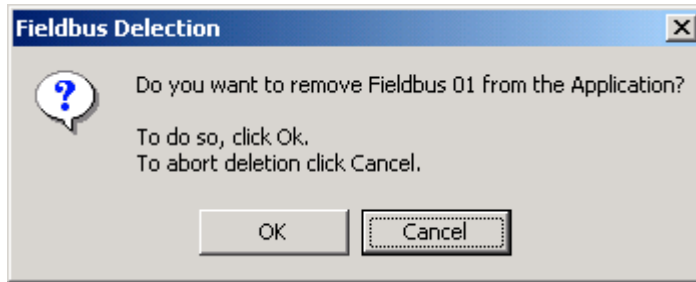 Fieldbus Delection
Do you want to remove Fieldbus 01 from the Application?
To do so, click Ok.
To abort deletion click Cancel.
OK
Cancel